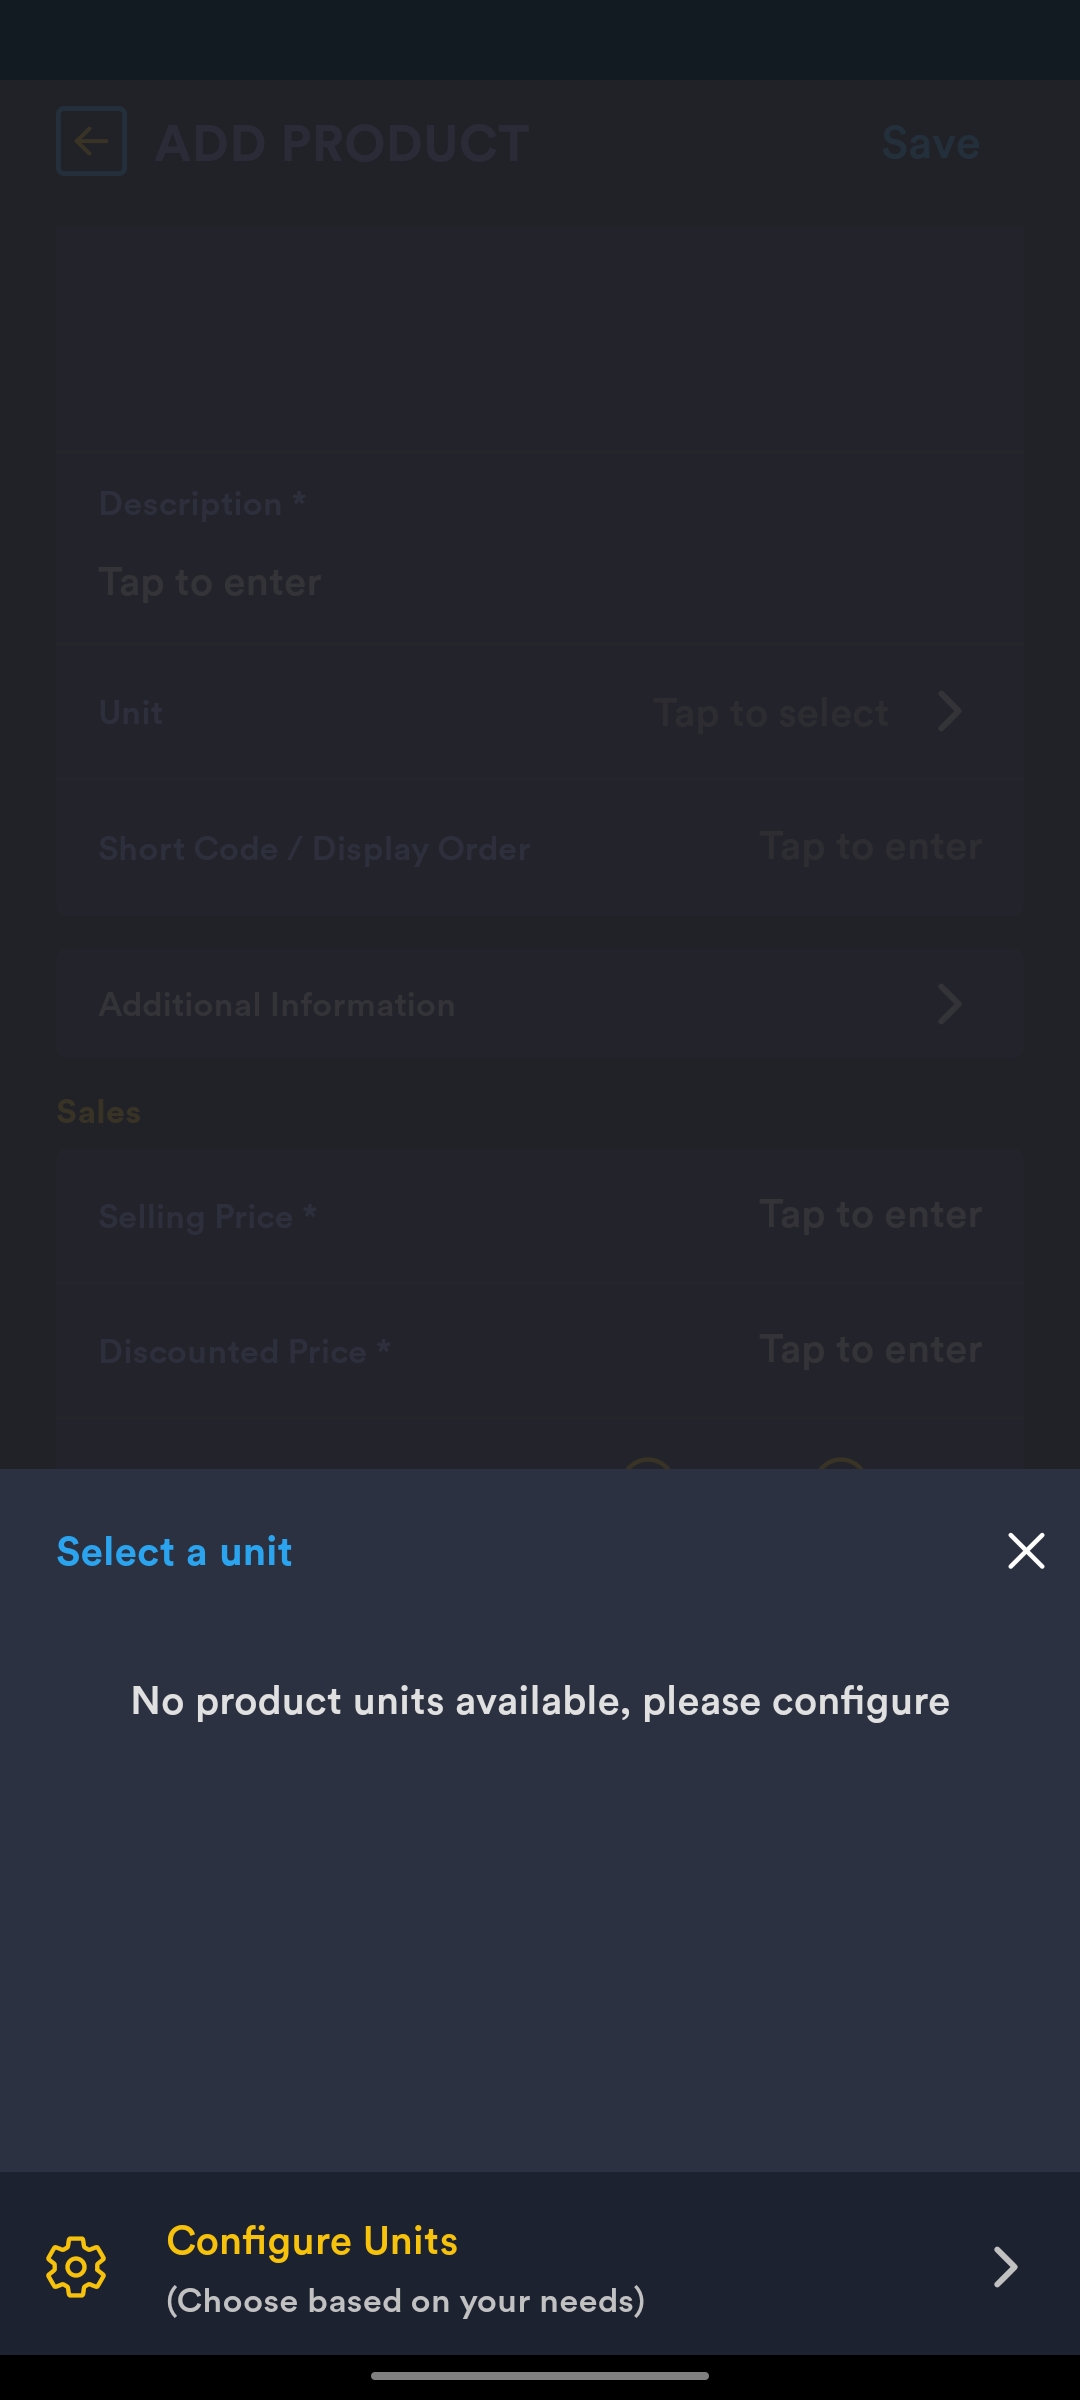 ADD PRODUCT
Save
Description *
Tap to enter
Unit
Tap to select
Short Code / Display Order
Tap to enter
Additional Information
Sales
Selling Price *
Tap to enter
Discounted Price *
Tap to enter
Select a unit
No product units available, please configure
Configure Units
(Choose based on your needs)